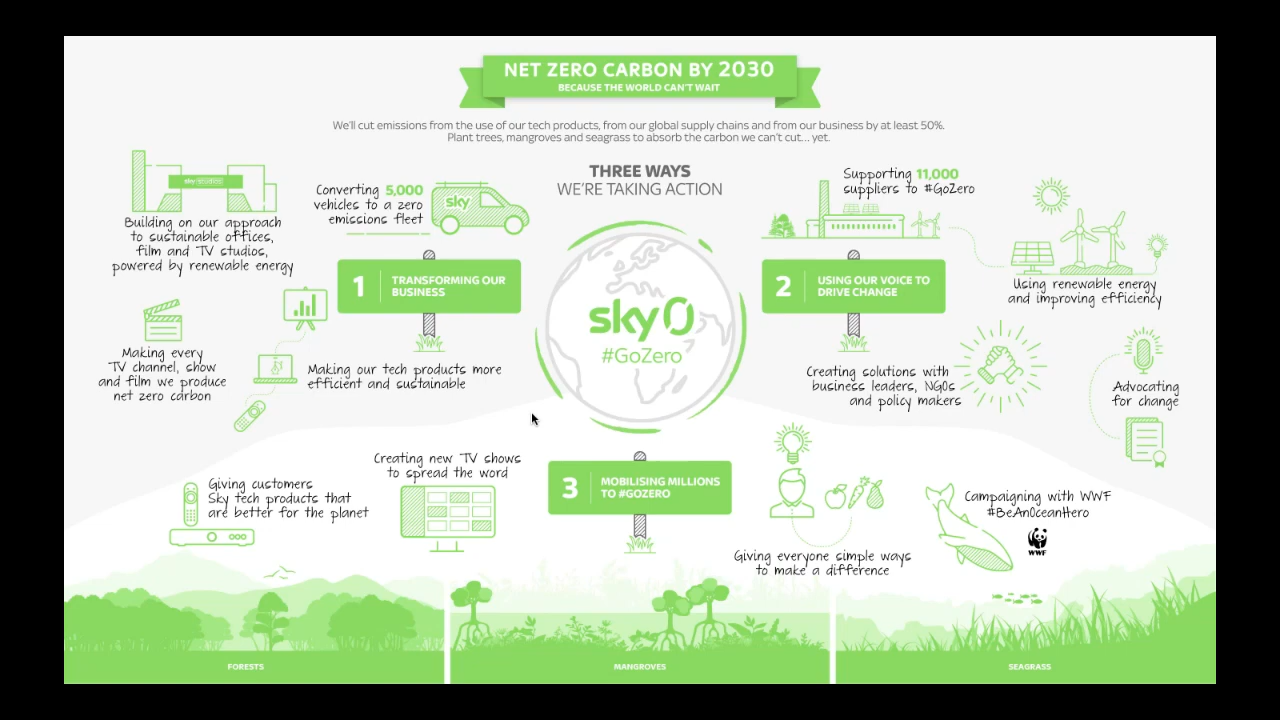 NET ZERO CARBON BY 2030
BECAUSE THE WORLD CAN'T WAIT
We'll cut emissions from the use of our tech products, from our global supply chains and from our business by at least 50%.
Plant trees, mangroves and seagrass to absorb the carbon we can't cut... yet.
THREE WAYS
WE'RE TAKING ACTION
sky studios
Building on our approach
to sustainable offices,
film and TV studios,
powered by renewable energy
Converting 5,000
vehicles to a zero
emissions fleet
sky
1
TRANSFORMING OUR
BUSINESS
Making every
TV channel, show
and film we produce
net zero carbon
Making our tech products more
efficient and sustainable
sky 0
#GoZero
Supporting 11,000
suppliers to #GoZero
2
USING OUR VOICE TO
DRIVE CHANGE
Using renewable energy
and improving efficiency
Creating solutions with
business leaders, NGOs
and policy makers
Advocating
for change
Giving customers
Sky tech products that
are better for the planet
Creating new TV shows
to spread the word
3
MOBILISING MILLIONS
TO #GOZERO
Giving everyone simple ways
to make a difference
Campaigning with WWF
#BeAnOceanHero
WWF
FORESTS
MANGROVES
SEAGRASS